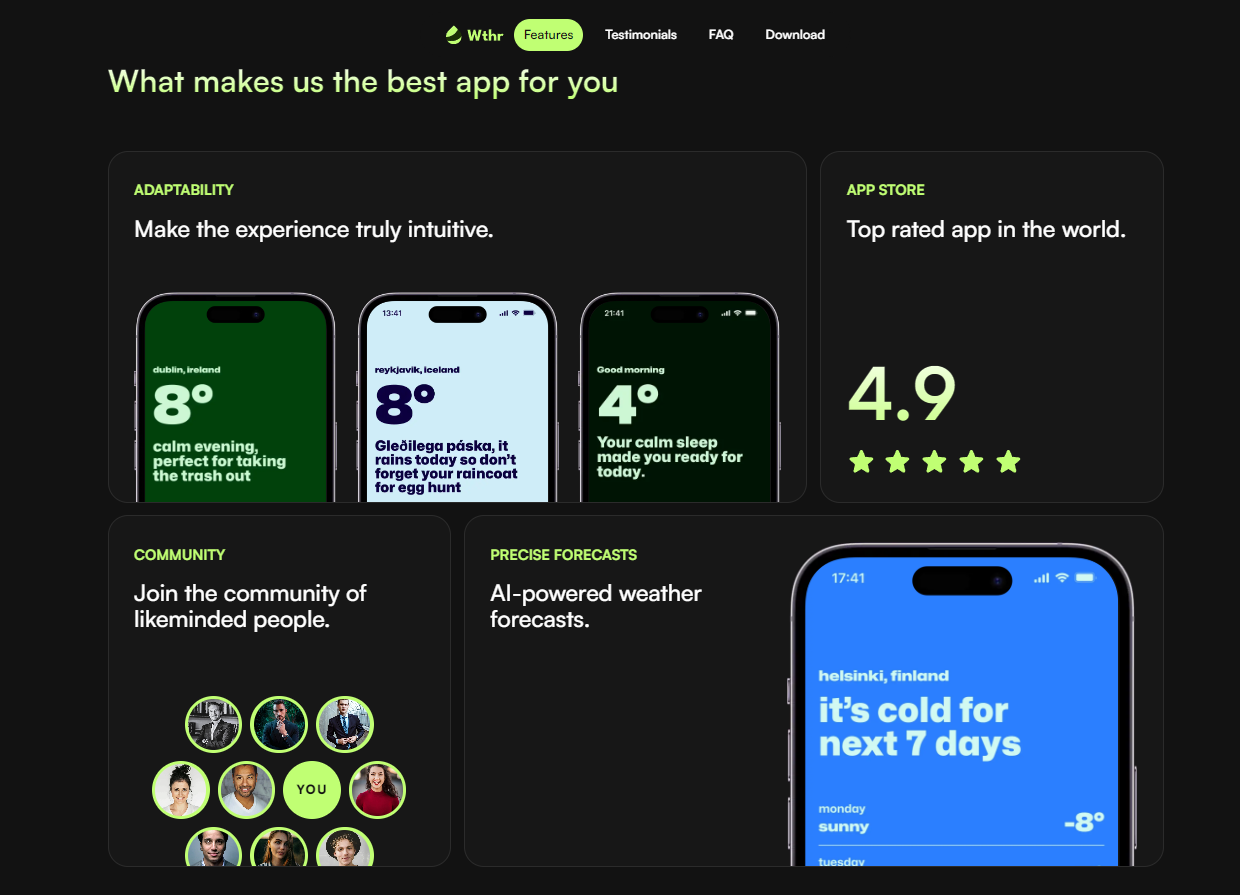 Wthr
Features
Testimonials
FAQ
Download
What makes us the best app for you
ADAPTABILITY
Make the experience truly intuitive.
dublin, ireland
8°
calm evening,
perfect for taking
the trash out
13:41
reykjavik, iceland
8°
Gleðilega páska, it
rains today so don't
forget your raincoat
for egg hunt
21:41
Good morning
4°
Your calm sleep
made you ready for
today.
APP STORE
Top rated app in the world.
4.9
COMMUNITY
Join the community of
likeminded people.
YOU
PRECISE FORECASTS
AI-powered weather
forecasts.
17:41
helsinki, finland
it's cold for
next 7 days
monday
sunny
-8°
tuesday